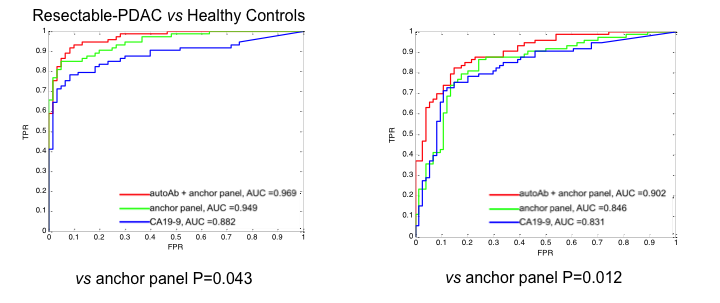 Resectable-PDAC vs Healthy Controls
1
0.9
0.8
0.7
0.6
0.5
0.4
0.3
0.2
0.1
0
TPR
autoAb + anchor panel, AUC =0.969
anchor panel, AUC =0.949
CA19-9, AUC =0.882
0 0.1 0.2 0.3 0.4 0.5 0.6 0.7 0.8 0.9 1
FPR
vs anchor panel P=0.043
1
0.9
0.8
0.7
0.6
0.5
0.4
0.3
0.2
0.1
0
TPR
autoAb + anchor panel, AUC =0.902
anchor panel, AUC =0.846
CA19-9, AUC =0.831
0 0.1 0.2 0.3 0.4 0.5 0.6 0.7 0.8 0.9 1
FPR
vs anchor panel P=0.012